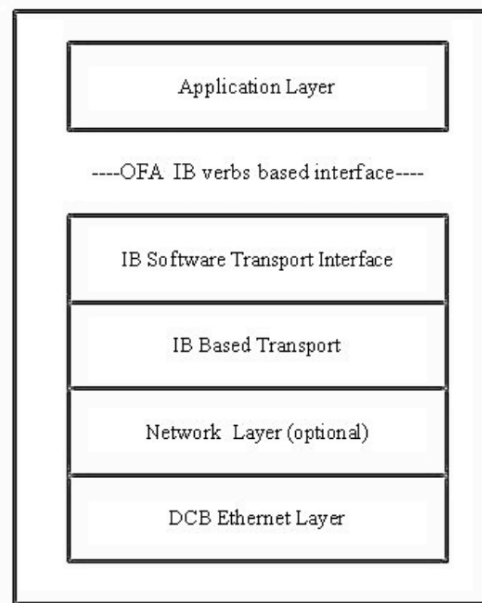 Application Layer
----OFA IB verbs based interface----
IB Software Transport Interface
IB Based Transport
Network Layer (optional)
DCB Ethernet Layer